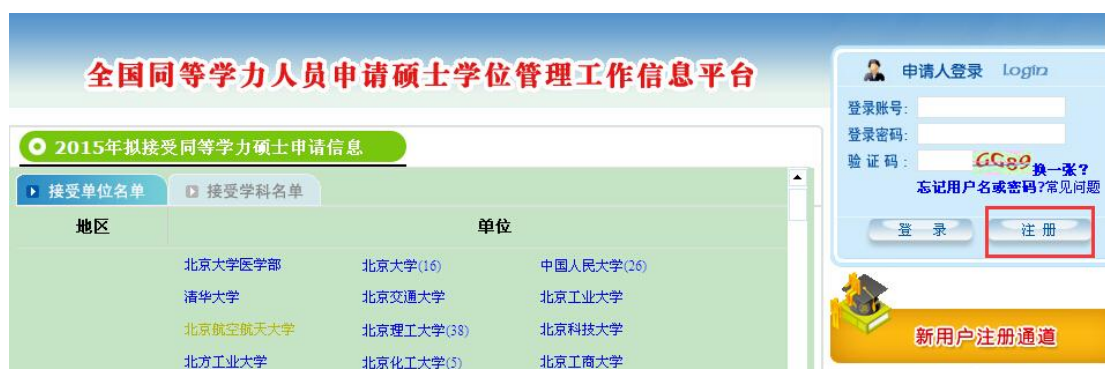 全国同等学力人员申请硕士学位管理工作信息平台
申请人登录 Login
登录账号:
登录密码:
验证码: GG89 换一张?
忘记用户名或密码?常见问题
登 录 注 册
新用户注册通道
2015年拟接受同等学力硕士申请信息
接受单位名单 接受学科名单
地区 单位
北京大学医学部 北京大学(16) 中国人民大学(26)
清华大学 北京交通大学 北京工业大学
北京航空航天大学 北京理工大学(38) 北京科技大学
北方工业大学 北京化工大学(5) 北京工商大学